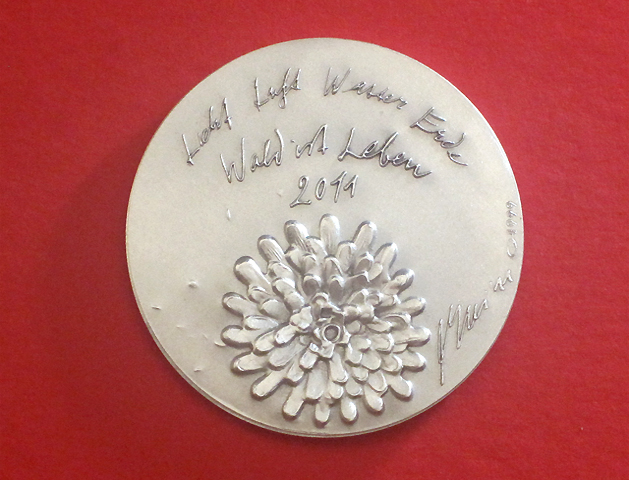 Licht Luft Wasser Erde
Wald ist Leben
2011